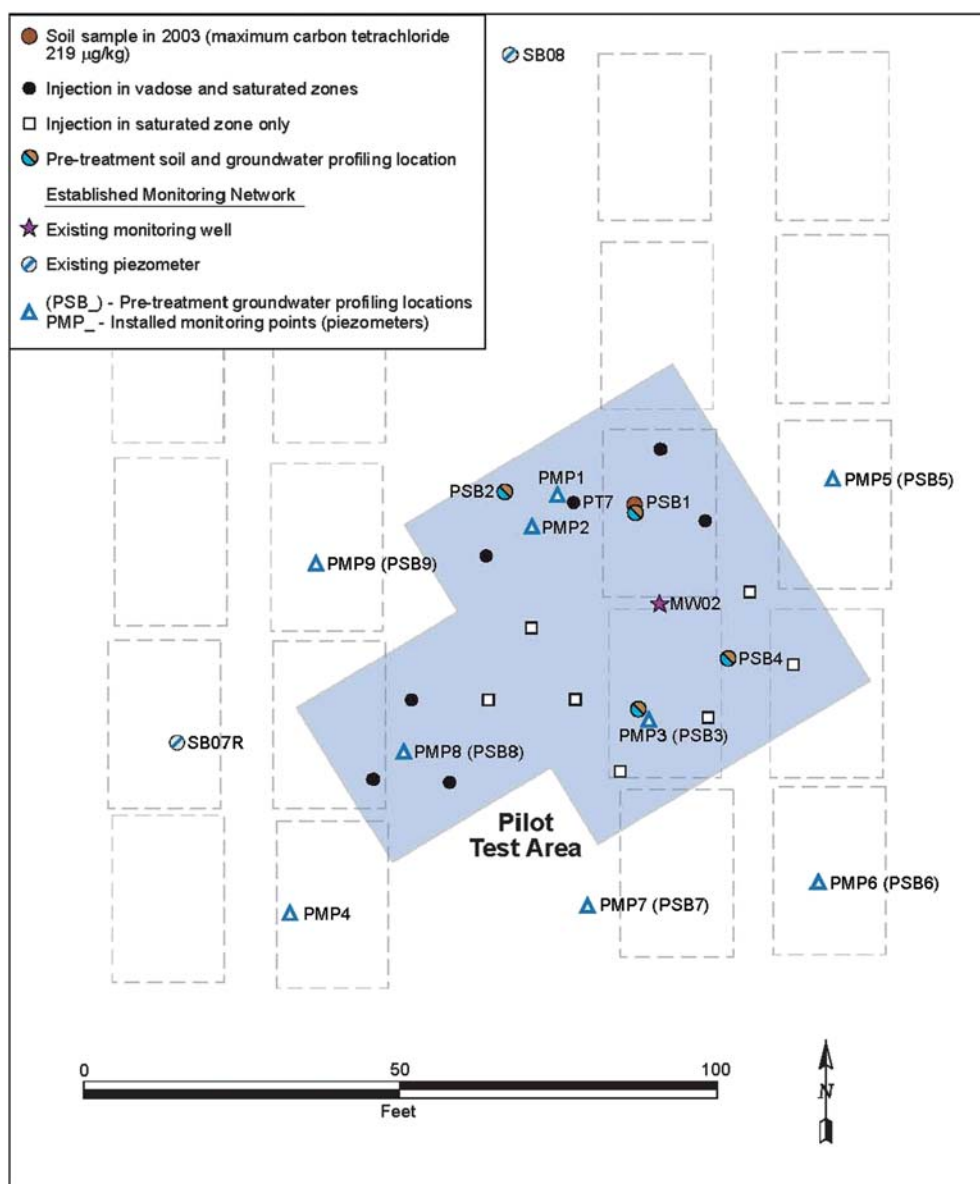 Soil sample in 2003 (maximum carbon tetrachloride
219 µg/kg)
Injection in vadose and saturated zones
Injection in saturated zone only
Pre-treatment soil and groundwater profiling location
Established Monitoring Network
Existing monitoring well
Existing piezometer
(PSB_) - Pre-treatment groundwater profiling locations
PMP_ - Installed monitoring points (piezometers)
SB08
PMP1
PSB2
PT7
PSB1
PMP5 (PSB5)
PMP2
PMP9 (PSB9)
MW02
PSB4
PMP3 (PSB3)
SB07R
PMP8 (PSB8)
Pilot
Test Area
PMP6 (PSB6)
PMP7 (PSB7)
PMP4
0
50
100
Feet
N